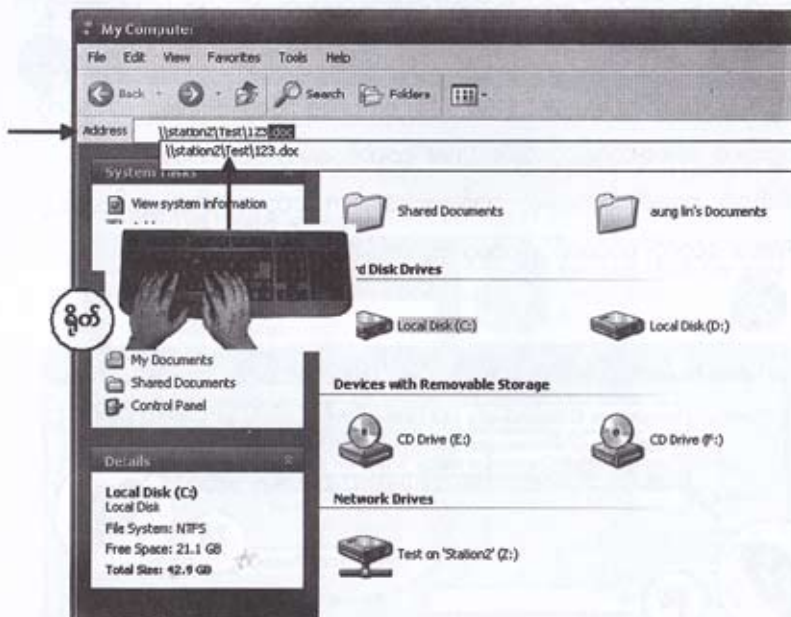 My Computer
File Edit View Favorites Tools Help
Back Search Folders
Address \\station2\Test\123.doc
\\station2\Test\123.doc
System Tasks
View system information
Shared Documents
aung lin's Documents
rd Disk Drives
ရိုက်
Local Disk (C:)
Local Disk (D:)
My Documents
Shared Documents
Control Panel
Devices with Removable Storage
CD Drive (E:)
CD Drive (F:)
Details
Local Disk (C:)
Local Disk
File System: NTFS
Free Space: 21.1 GB
Total Size: 42.9 GB
Network Drives
Test on 'Station2' (Z:)